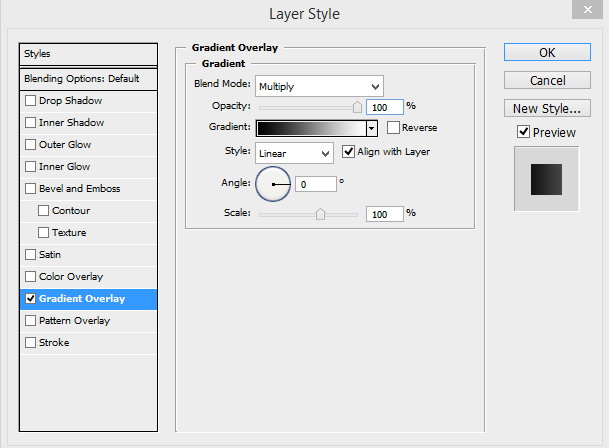 Layer Style
Styles
Blending Options: Default
Drop Shadow
Inner Shadow
Outer Glow
Inner Glow
Bevel and Emboss
Contour
Texture
Satin
Color Overlay
Gradient Overlay
Pattern Overlay
Stroke
Gradient Overlay
Gradient
Blend Mode: Multiply
Opacity: 100 %
Gradient: Reverse
Style: Linear Align with Layer
Angle: 0 °
Scale: 100 %
OK
Cancel
New Style...
Preview